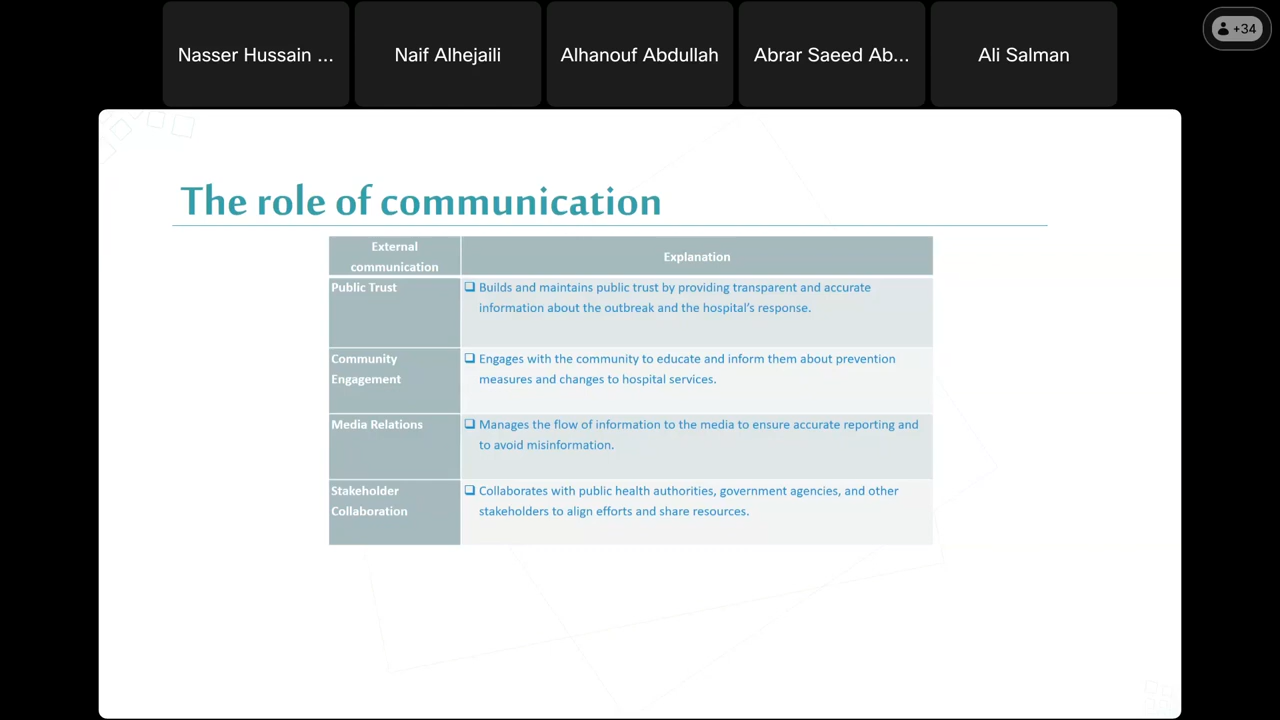 Nasser Hussain ...
Naif Alhejaili
Alhanouf Abdullah
Abrar Saeed Ab...
Ali Salman
+34
The role of communication
External
communication
Explanation
Public Trust
Builds and maintains public trust by providing transparent and accurate
information about the outbreak and the hospital's response.
Community
Engagement
Engages with the community to educate and inform them about prevention
measures and changes to hospital services.
Media Relations
Manages the flow of information to the media to ensure accurate reporting and
to avoid misinformation.
Stakeholder
Collaboration
Collaborates with public health authorities, government agencies, and other
stakeholders to align efforts and share resources.